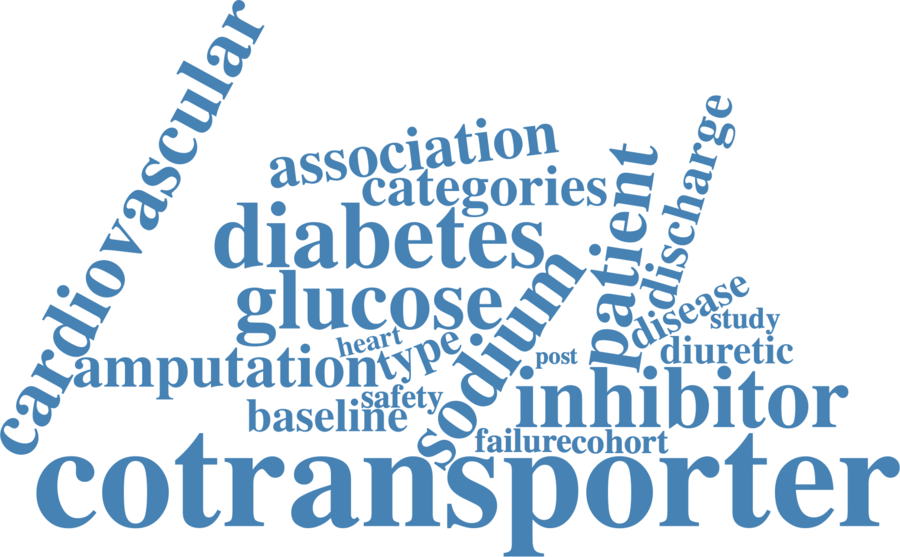 cardiovascular
association
categories
diabetes
patient
discharge
glucose
sodium
disease
study
heart
type
post
diuretic
amputation
safety
baseline
inhibitor
failure
cohort
cotransporter